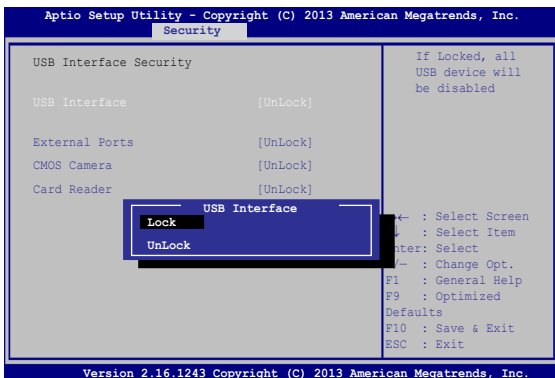 Aptio Setup Utility - Copyright (C) 2013 American Megatrends, Inc.
Security
USB Interface Security
USB Interface [UnLock]
External Ports [UnLock]
CMOS Camera [UnLock]
Card Reader [UnLock]
USB Interface
Lock
UnLock
If Locked, all
USB device will
be disabled
: Select Screen
: Select Item
nter: Select
/— : Change Opt.
F1 : General Help
F9 : Optimized
Defaults
F10 : Save & Exit
ESC : Exit
Version 2.16.1243 Copyright (C) 2013 American Megatrends, Inc.